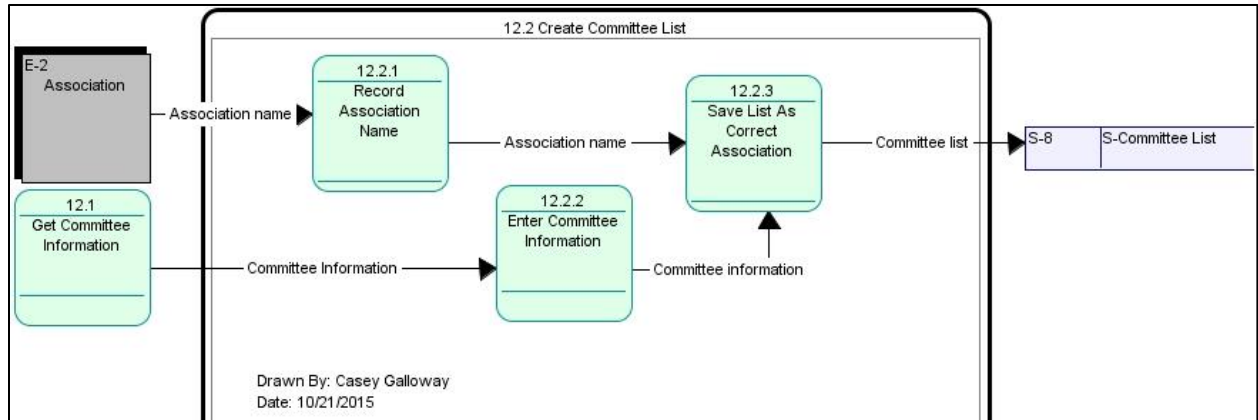 12.2 Create Committee List
E-2
Association
Association name
12.2.1
Record
Association
Name
Association name
12.2.3
Save List As
Correct
Association
Committee list
S-8
S-Committee List
12.1
Get Committee
Information
Committee Information
12.2.2
Enter Committee
Information
Committee information
Drawn By: Casey Galloway
Date: 10/21/2015